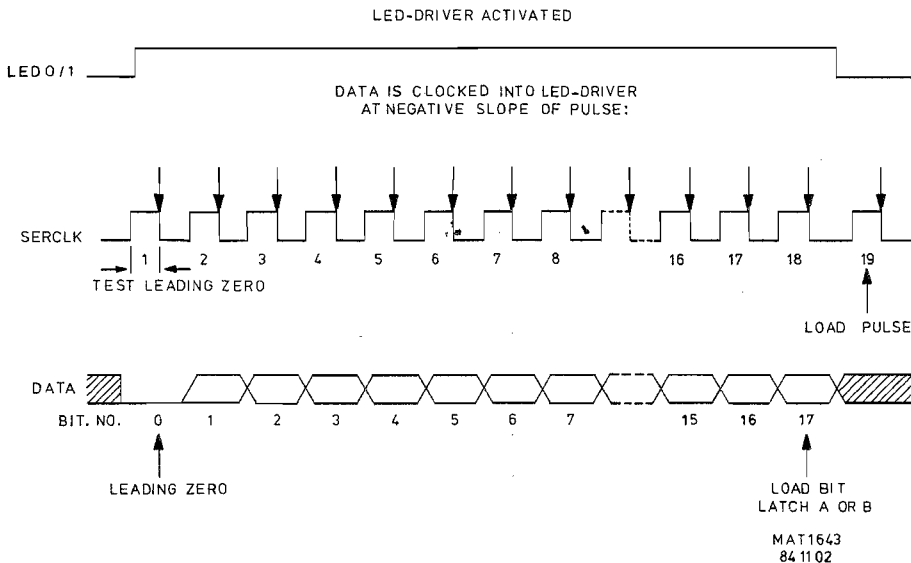 LED-DRIVER ACTIVATED
LED 0/1
DATA IS CLOCKED INTO LED-DRIVER
AT NEGATIVE SLOPE OF PULSE:
SERCLK
1 2 3 4 5 6 7 8 16 17 18 19
TEST LEADING ZERO
LOAD PULSE
DATA
BIT. NO. 0 1 2 3 4 5 6 7 15 16 17
LEADING ZERO
LOAD BIT
LATCH A OR B
MAT1643
84 11 02